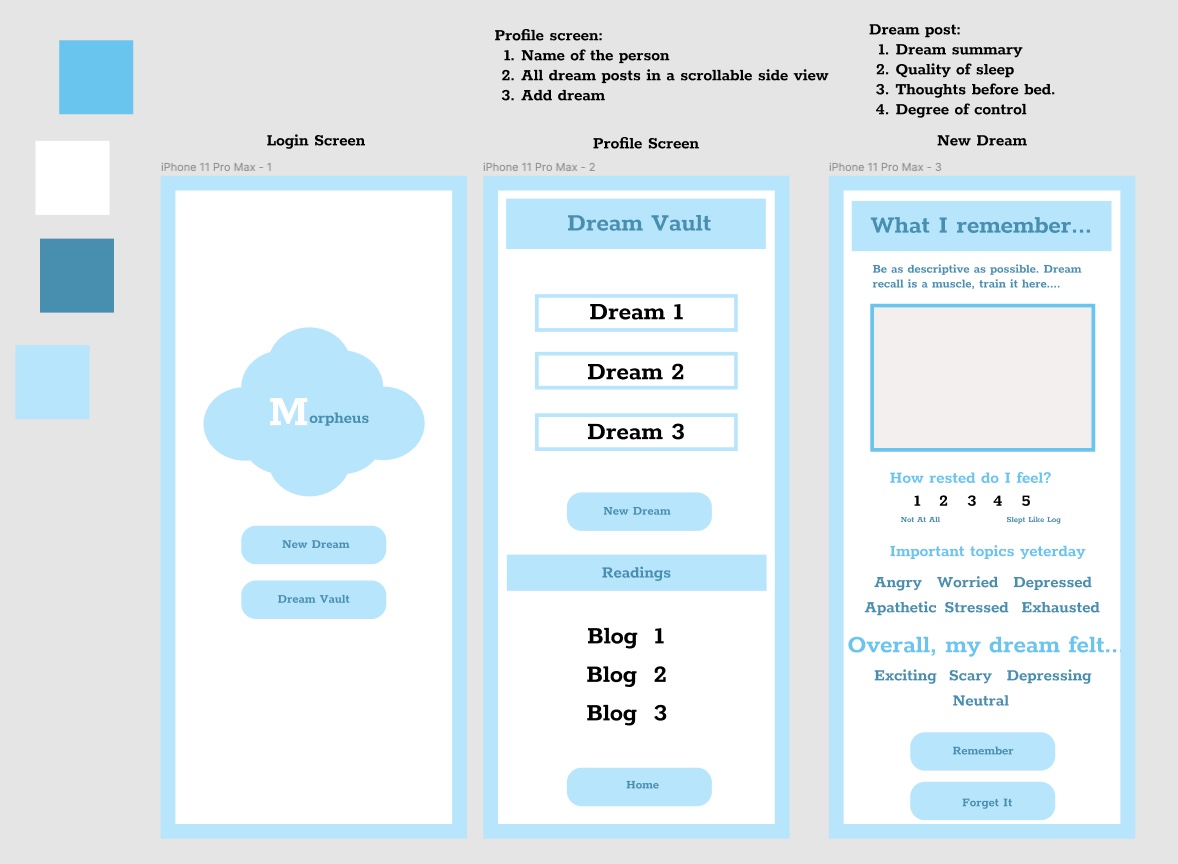 Profile screen:
1. Name of the person
2. All dream posts in a scrollable side view
3. Add dream
Dream post:
1. Dream summary
2. Quality of sleep
3. Thoughts before bed.
4. Degree of control
Login Screen
iPhone 11 Pro Max - 1
Morpheus
New Dream
Dream Vault
Profile Screen
iPhone 11 Pro Max - 2
Dream Vault
Dream 1
Dream 2
Dream 3
New Dream
Readings
Blog 1
Blog 2
Blog 3
Home
New Dream
iPhone 11 Pro Max - 3
What I remember...
Be as descriptive as possible. Dream
recall is a muscle, train it here....
How rested do I feel?
1 2 3 4 5
Not At All Slept Like Log
Important topics yeterday
Angry Worried Depressed
Apathetic Stressed Exhausted
Overall, my dream felt...
Exciting Scary Depressing
Neutral
Remember
Forget It